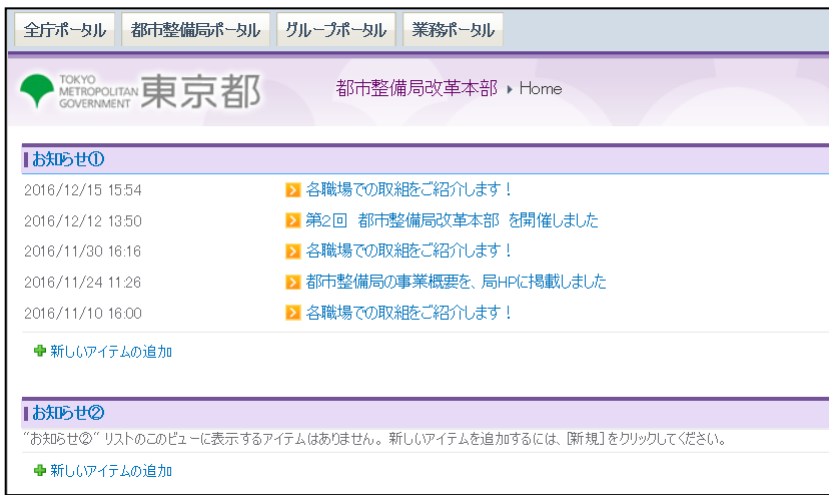 全庁ポータル 都市整備局ポータル グループポータル 業務ポータル
TOKYO
METROPOLITAN
GOVERNMENT
東京都
都市整備局改革本部 ▸ Home
お知らせ①
2016/12/15 15:54 各職場での取組をご紹介します！
2016/12/12 13:50 第2回 都市整備局改革本部 を開催しました
2016/11/30 16:16 各職場での取組をご紹介します！
2016/11/24 11:26 都市整備局の事業概要を、局HPに掲載しました
2016/11/10 16:00 各職場での取組をご紹介します！
新しいアイテムの追加
お知らせ②
"お知らせ②" リストのこのビューに表示するアイテムはありません。新しいアイテムを追加するには、[新規] をクリックしてください。
新しいアイテムの追加